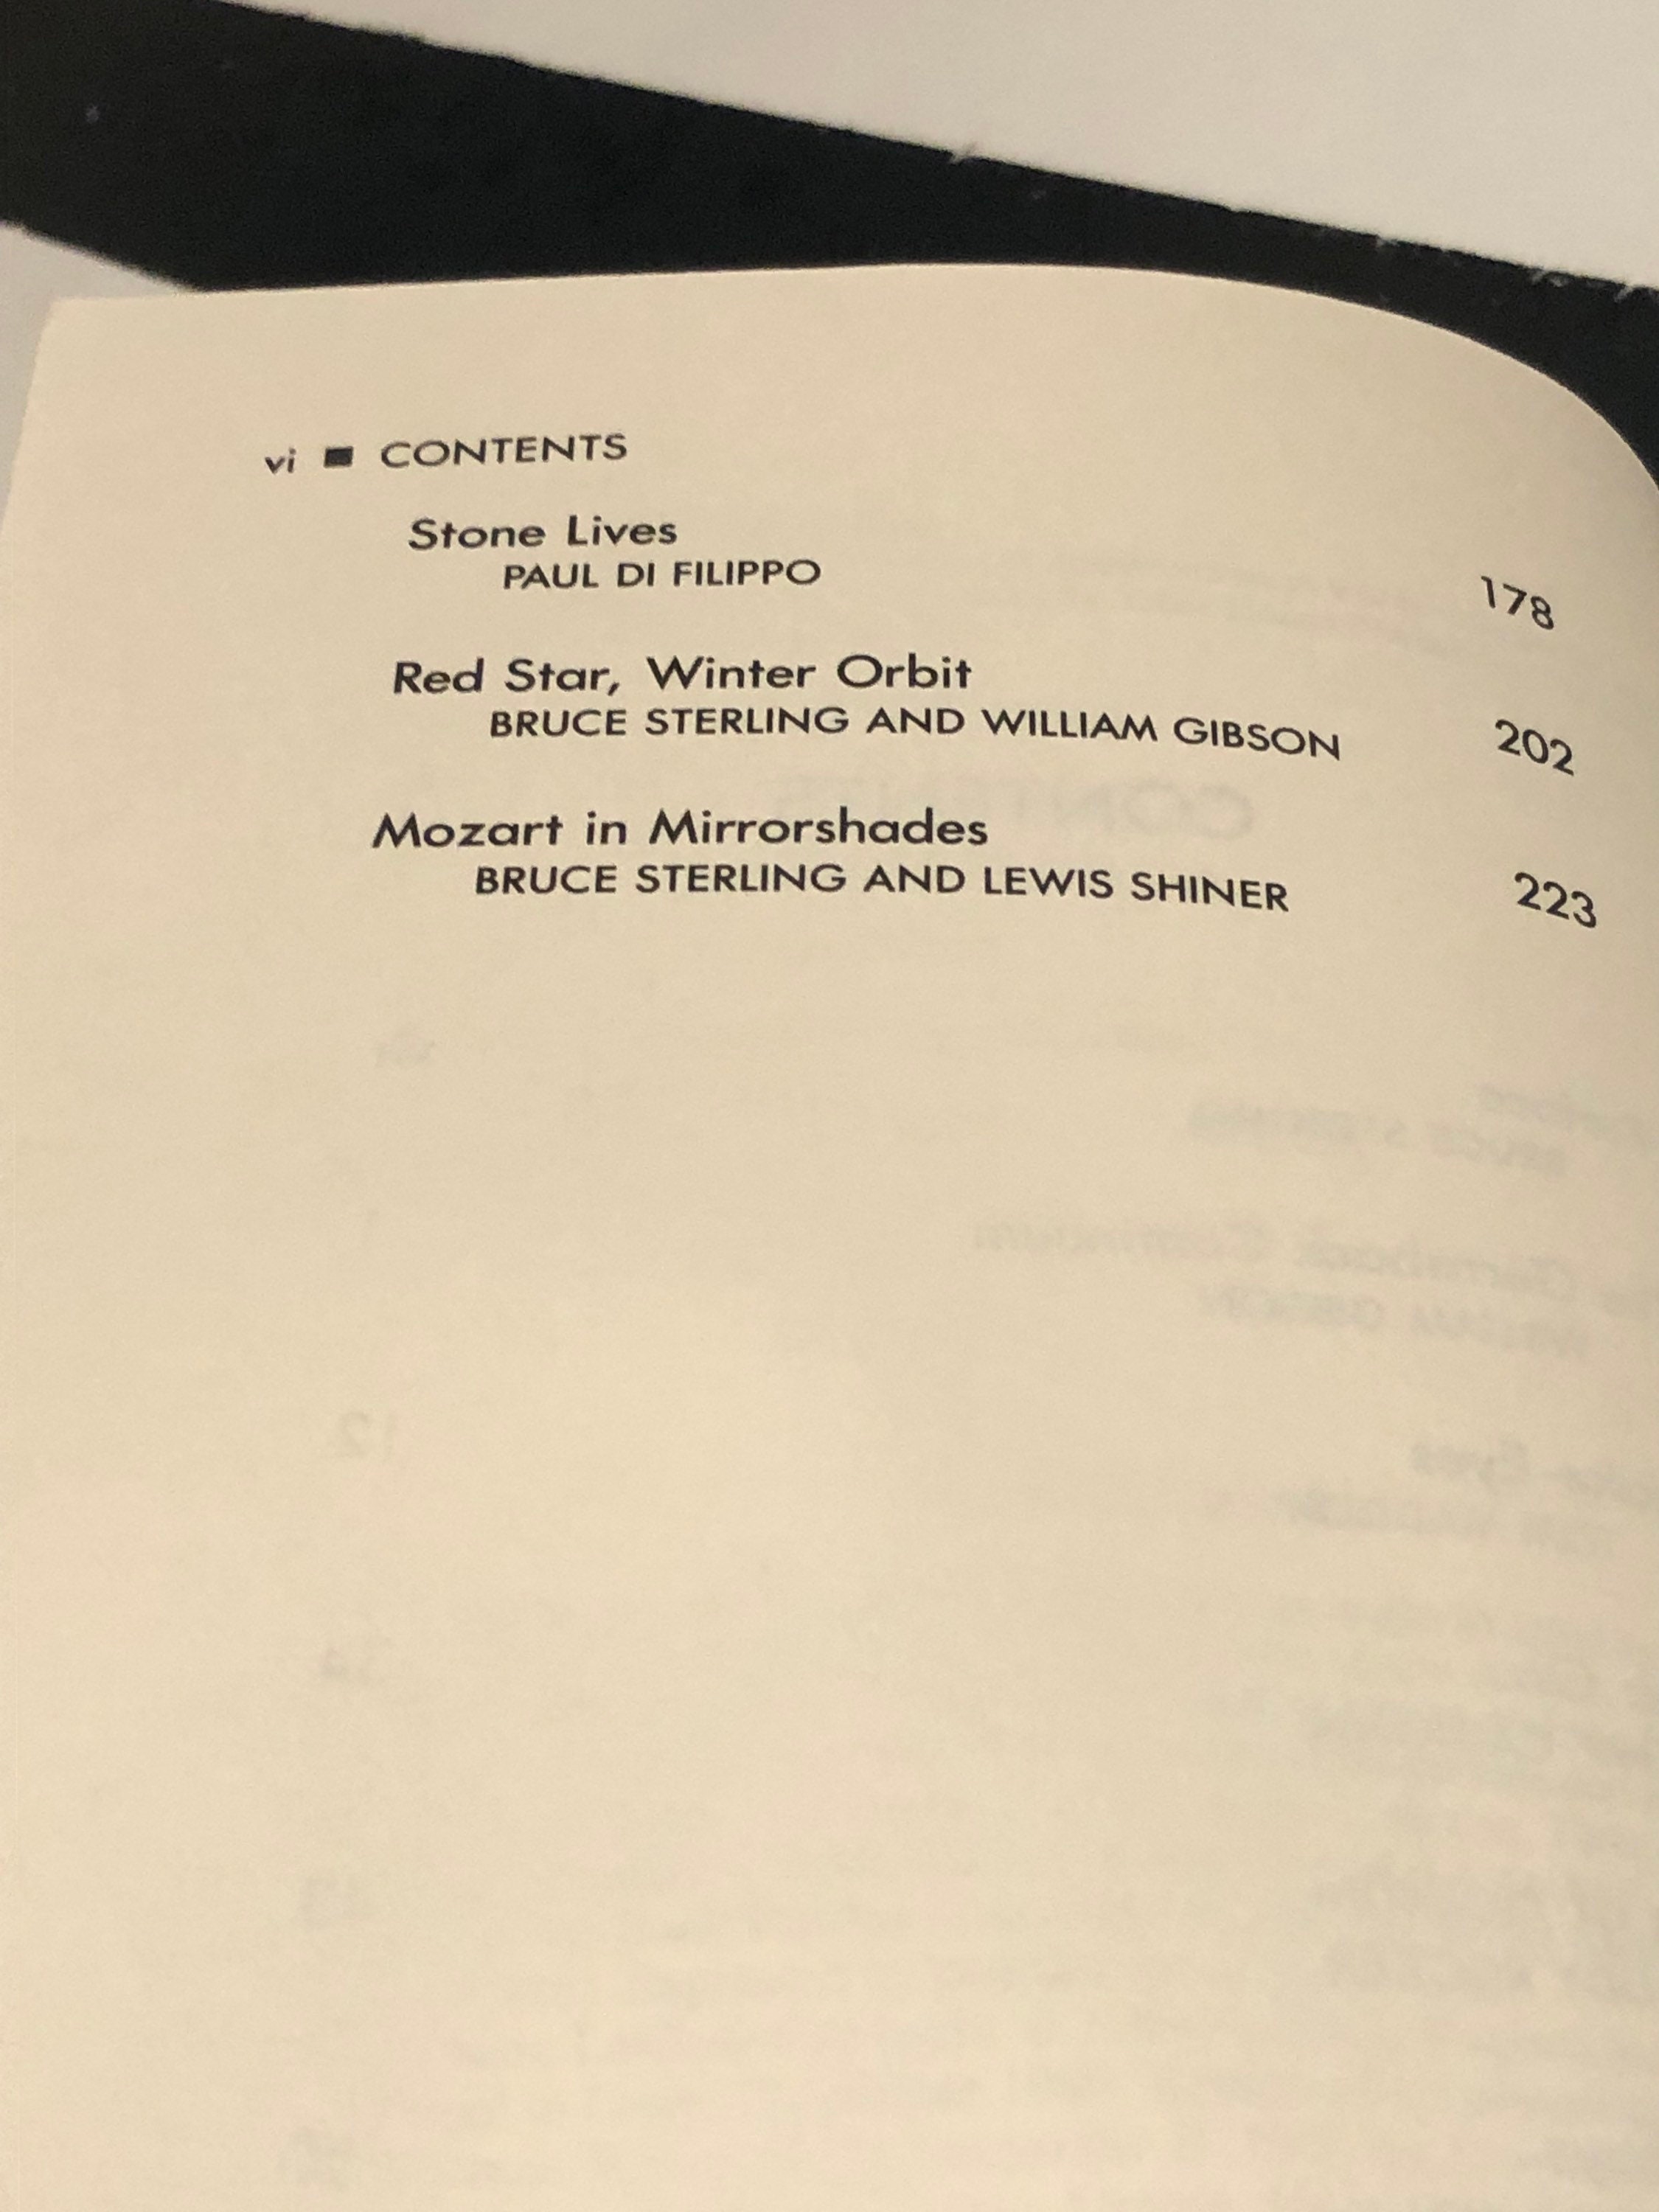 vi ■ CONTENTS
Stone Lives
PAUL DI FILIPPO 178
Red Star, Winter Orbit
BRUCE STERLING AND WILLIAM GIBSON 202
Mozart in Mirrorshades
BRUCE STERLING AND LEWIS SHINER 223